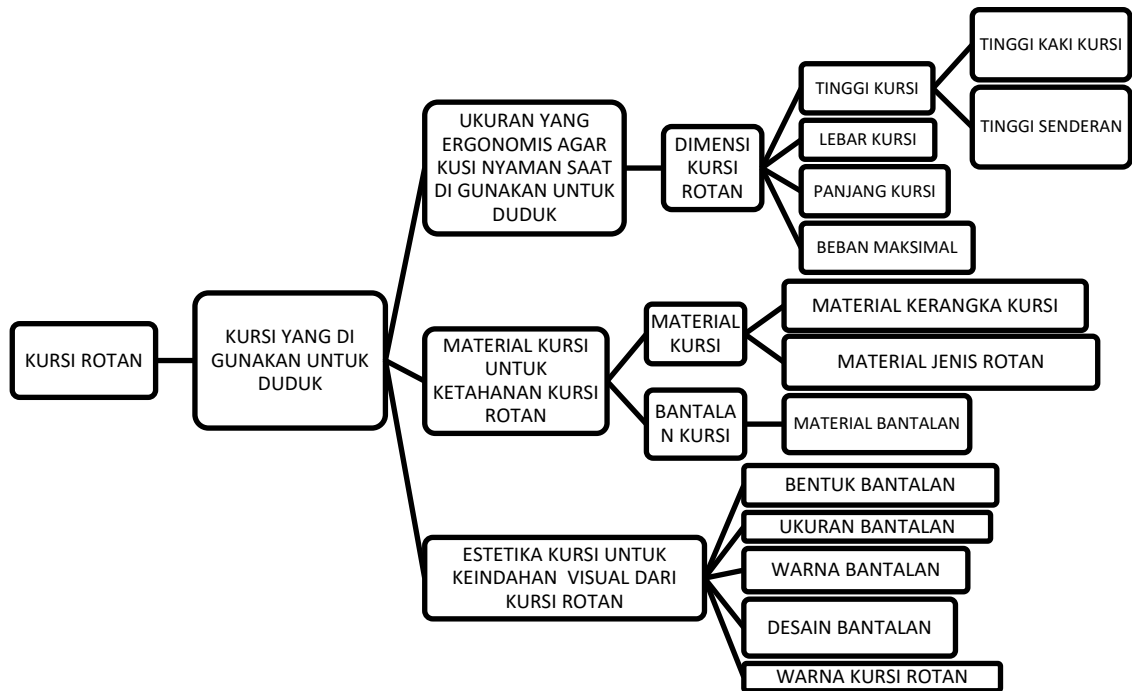 KURSI ROTAN
KURSI YANG DI
GUNAKAN UNTUK
DUDUK
UKURAN YANG
ERGONOMIS AGAR
KUSI NYAMAN SAAT
DI GUNAKAN UNTUK
DUDUK
DIMENSI
KURSI
ROTAN
TINGGI KURSI
TINGGI KAKI KURSI
TINGGI SENDERAN
LEBAR KURSI
PANJANG KURSI
BEBAN MAKSIMAL
MATERIAL KURSI
UNTUK
KETAHANAN KURSI
ROTAN
MATERIAL
KURSI
MATERIAL KERANGKA KURSI
MATERIAL JENIS ROTAN
BANTALA
N KURSI
MATERIAL BANTALAN
ESTETIKA KURSI UNTUK
KEINDAHAN VISUAL DARI
KURSI ROTAN
BENTUK BANTALAN
UKURAN BANTALAN
WARNA BANTALAN
DESAIN BANTALAN
WARNA KURSI ROTAN